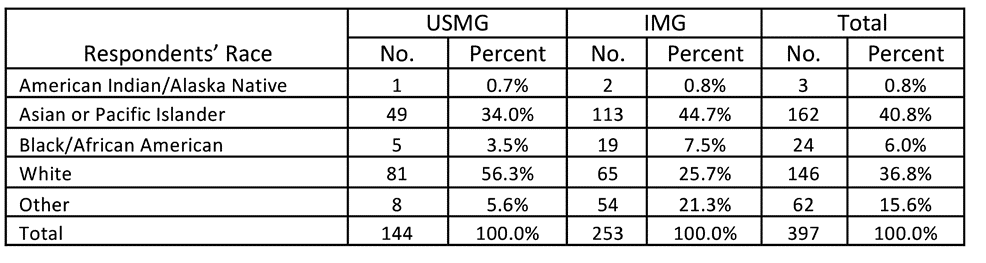 USMG IMG Total
Respondents’ Race No. Percent No. Percent No. Percent
American Indian/Alaska Native 1 0.7% 2 0.8% 3 0.8%
Asian or Pacific Islander 49 34.0% 113 44.7% 162 40.8%
Black/African American 5 3.5% 19 7.5% 24 6.0%
White 81 56.3% 65 25.7% 146 36.8%
Other 8 5.6% 54 21.3% 62 15.6%
Total 144 100.0% 253 100.0% 397 100.0%